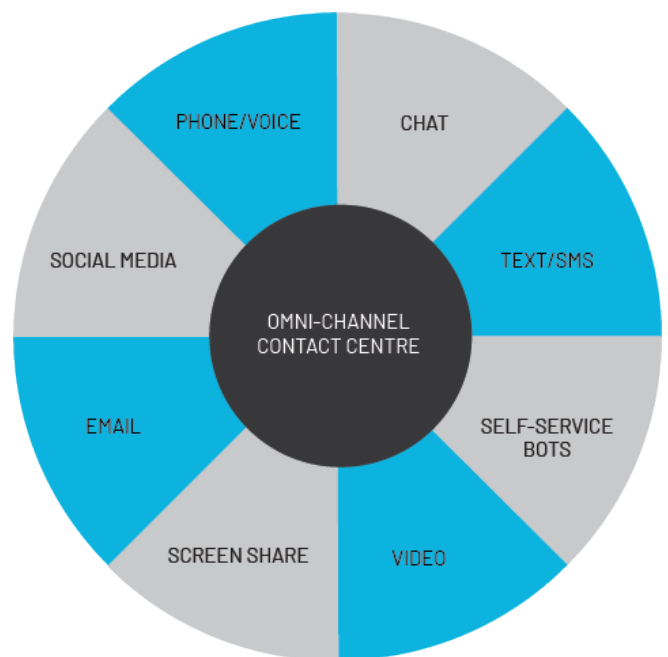 PHONE/VOICE
CHAT
TEXT/SMS
SELF-SERVICE
BOTS
VIDEO
SCREEN SHARE
EMAIL
SOCIAL MEDIA
OMNI-CHANNEL
CONTACT CENTRE